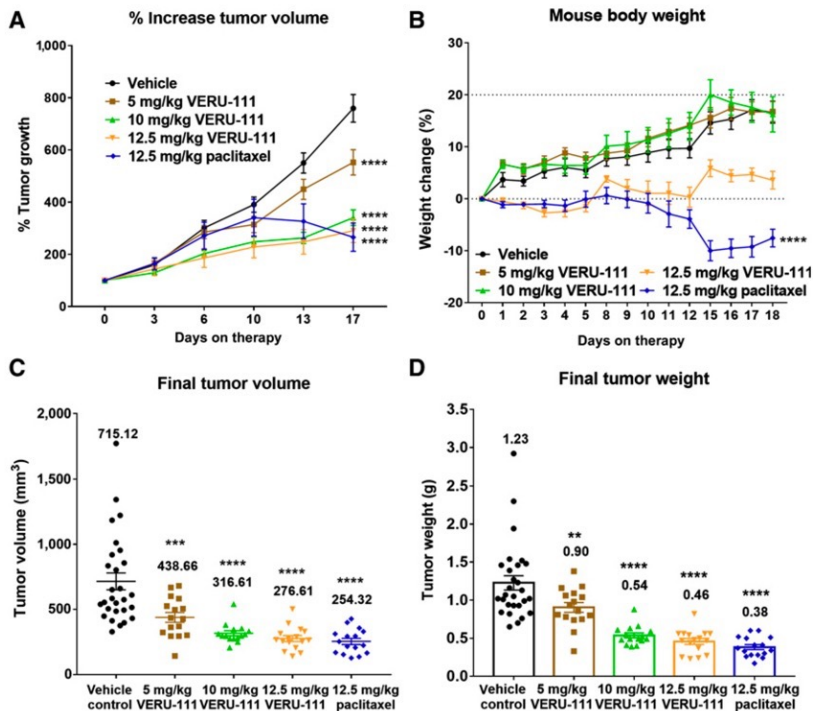 A
% Increase tumor volume
% Tumor growth
1,000
800
600
400
200
0
Vehicle
5 mg/kg VERU-111
10 mg/kg VERU-111
12.5 mg/kg VERU-111
12.5 mg/kg paclitaxel
****
****
****
****
0 3 6 10 13 17
Days on therapy
B
Mouse body weight
Weight change (%)
30
20
10
0
-10
-20
****
Vehicle
5 mg/kg VERU-111
10 mg/kg VERU-111
12.5 mg/kg VERU-111
12.5 mg/kg paclitaxel
0 1 2 3 4 5 8 9 10 11 12 15 16 17 18
Days on therapy
C
Final tumor volume
Tumor volume (mm3)
2,000
1,500
1,000
500
0
715.12
***
438.66
****
316.61
****
276.61
****
254.32
Vehicle control
5 mg/kg VERU-111
10 mg/kg VERU-111
12.5 mg/kg VERU-111
12.5 mg/kg paclitaxel
D
Final tumor weight
Tumor weight (g)
3.5
3.0
2.5
2.0
1.5
1.0
0.5
0.0
1.23
**
0.90
****
0.54
****
0.46
****
0.38
Vehicle control
5 mg/kg VERU-111
10 mg/kg VERU-111
12.5 mg/kg VERU-111
12.5 mg/kg paclitaxel